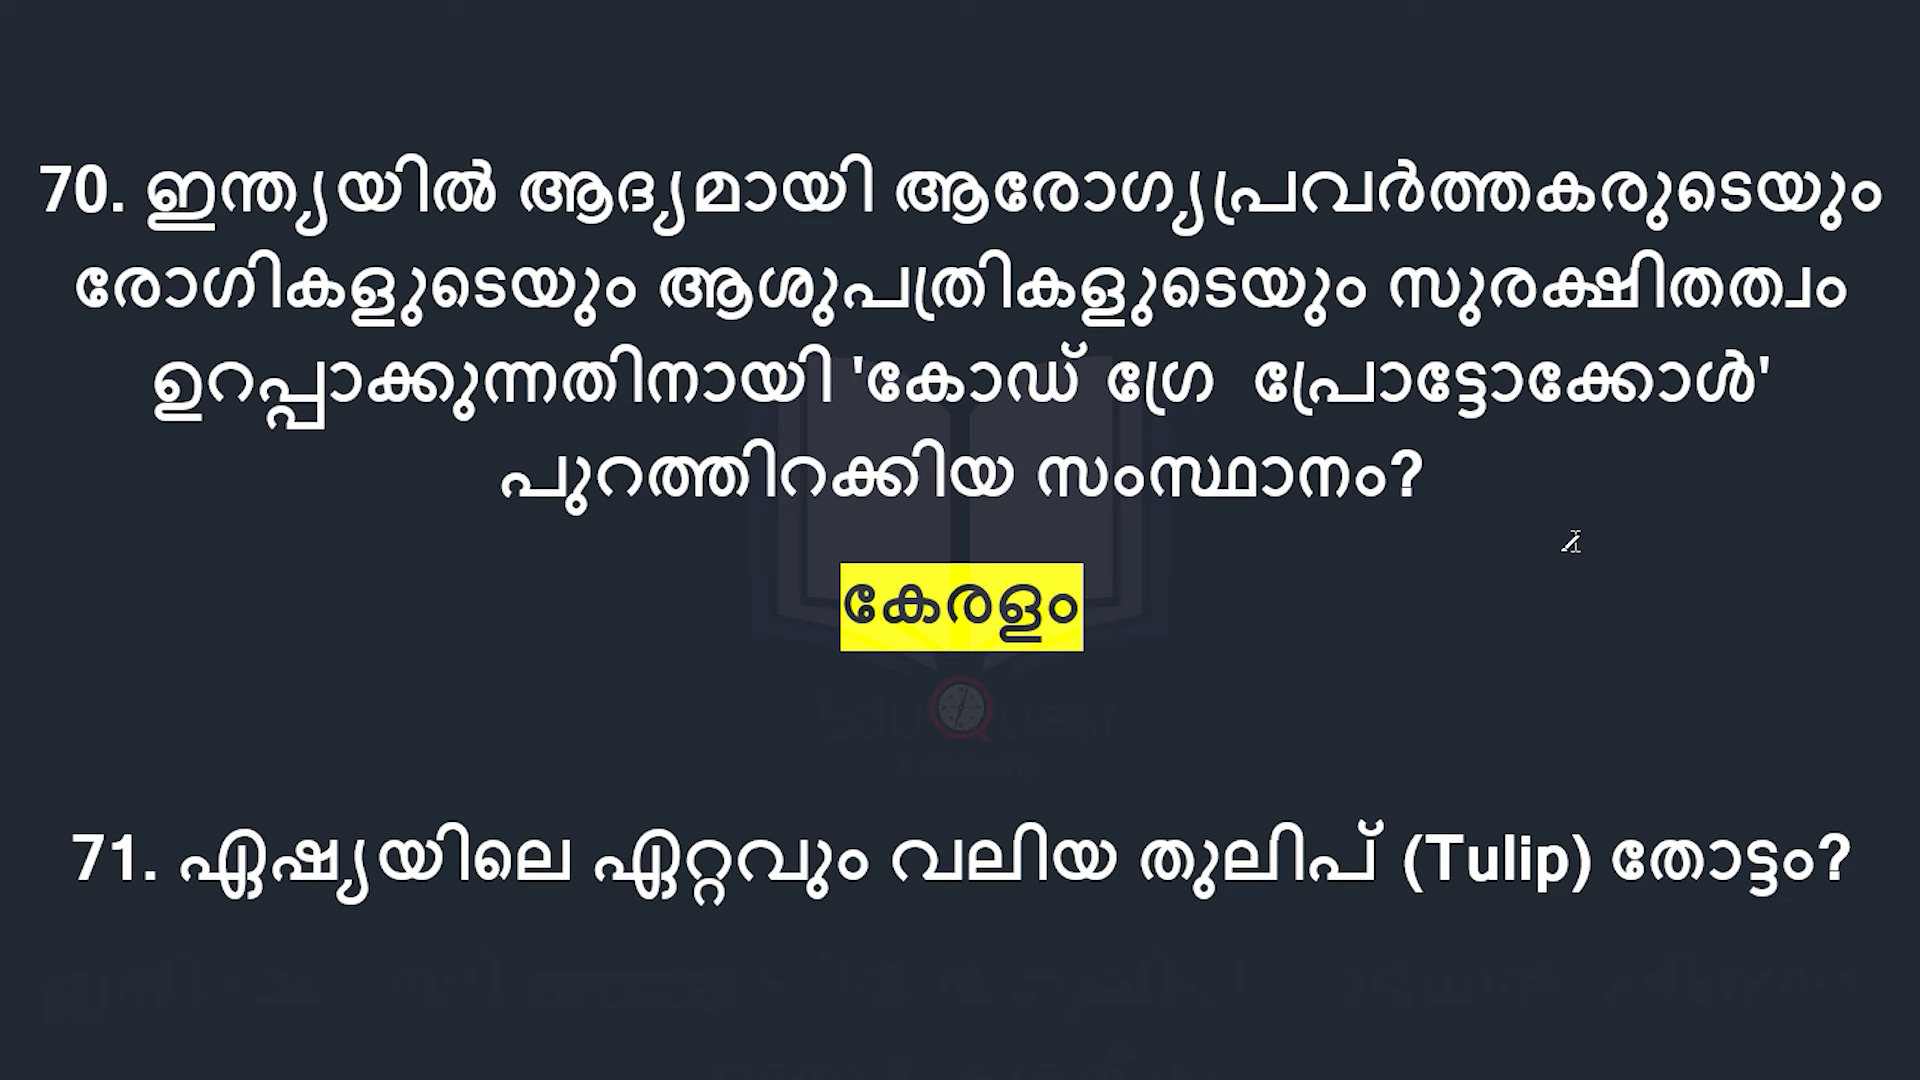 70. ഇന്ത്യയിൽ ആദ്യമായി ആരോഗ്യപ്രവർത്തകരുടെയും
രോഗികളുടെയും ആശുപത്രികളുടെയും സുരക്ഷിതത്വം
ഉറപ്പാക്കുന്നതിനായി 'കോഡ് ഗ്രേ പ്രോട്ടോക്കോൾ'
പുറത്തിറക്കിയ സംസ്ഥാനം?
കേരളം
71. ഏഷ്യയിലെ ഏറ്റവും വലിയ തുലിപ് (Tulip) തോട്ടം?